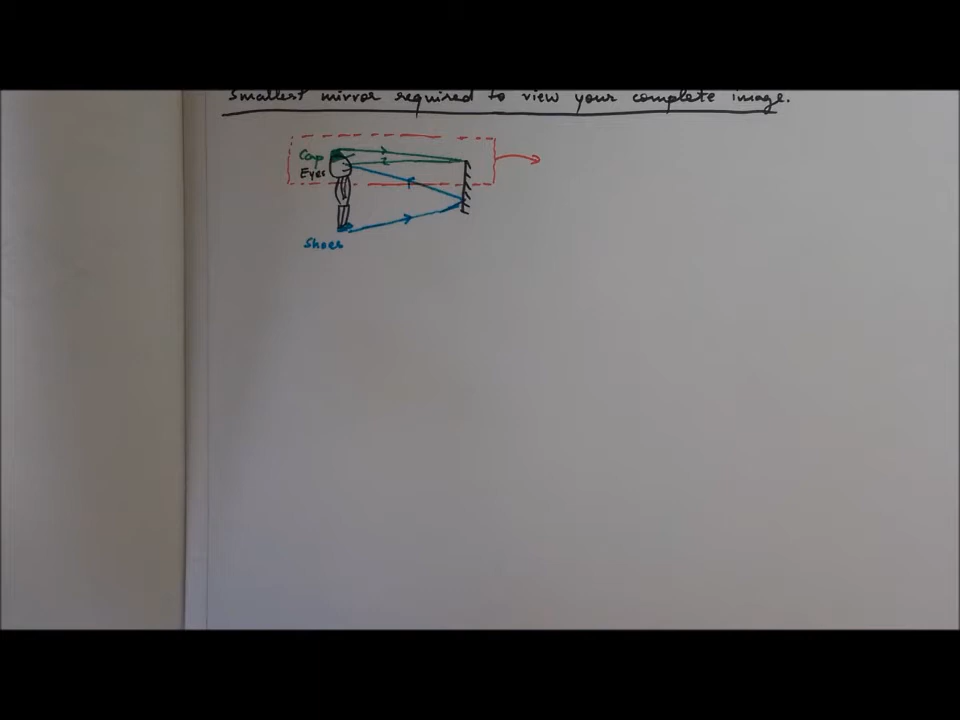 Smallest mirror required to view your complete image.
Cap
Eyes
Shoes